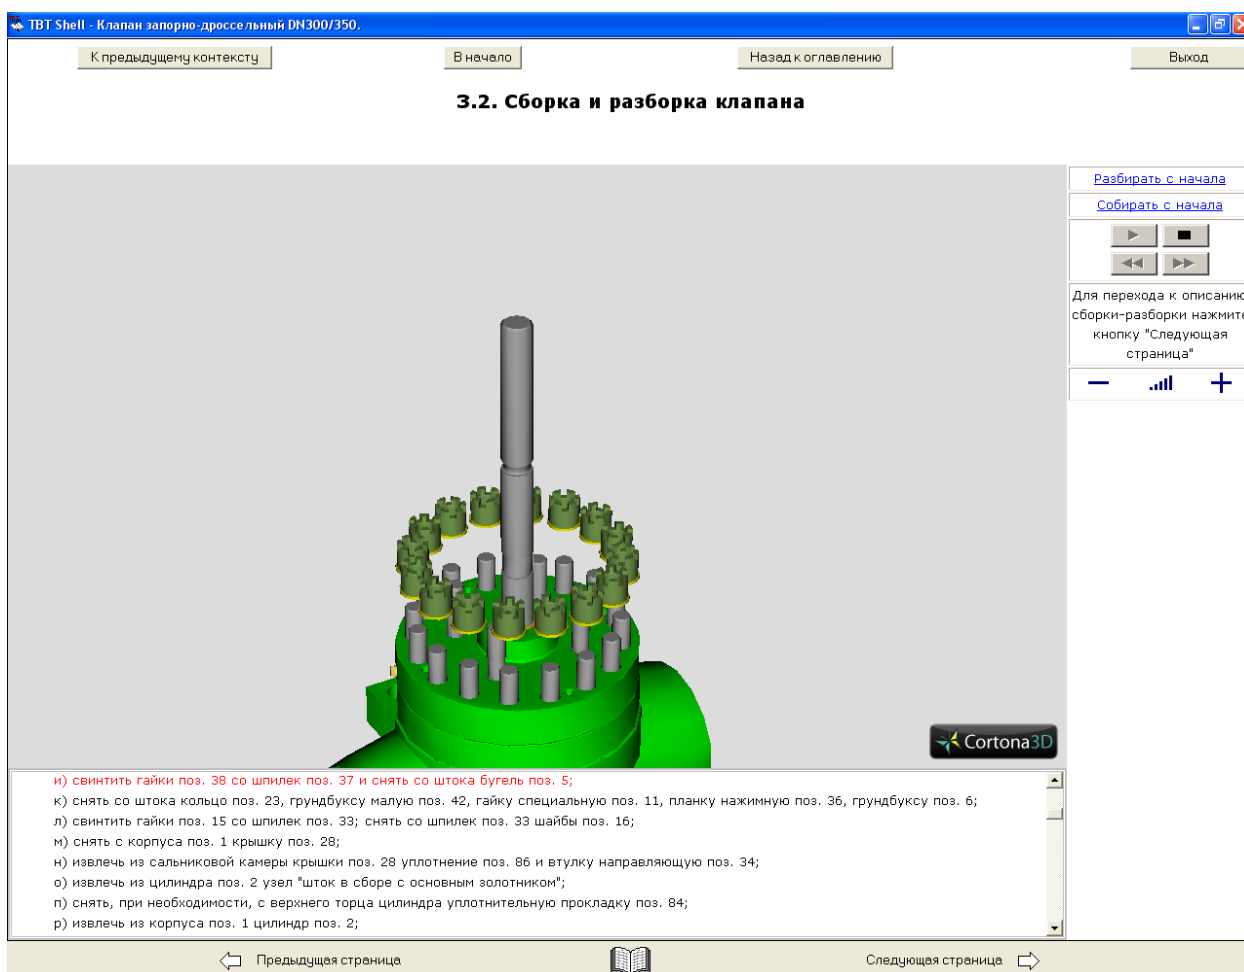 TBT Shell - Клапан запорно-дроссельный DN300/350.
К предыдущему контексту
В начало
Назад к оглавлению
Выход
3.2. Сборка и разборка клапана
Разбирать с начала
Собирать с начала
Для перехода к описанию
сборки-разборки нажмите
кнопку "Следующая
страница"
Cortona3D
и) свинтить гайки поз. 38 со шпилек поз. 37 и снять со штока бугель поз. 5;
к) снять со штока кольцо поз. 23, грундбуксу малую поз. 42, гайку специальную поз. 11, планку нажимную поз. 36, грундбуксу поз. 6;
л) свинтить гайки поз. 15 со шпилек поз. 33; снять со шпилек поз. 33 шайбы поз. 16;
м) снять с корпуса поз. 1 крышку поз. 28;
н) извлечь из сальниковой камеры крышки поз. 28 уплотнение поз. 86 и втулку направляющую поз. 34;
о) извлечь из цилиндра поз. 2 узел "шток в сборе с основным золотником";
п) снять, при необходимости, с верхнего торца цилиндра уплотнительную прокладку поз. 84;
р) извлечь из корпуса поз. 1 цилиндр поз. 2;
Предыдущая страница
Следующая страница